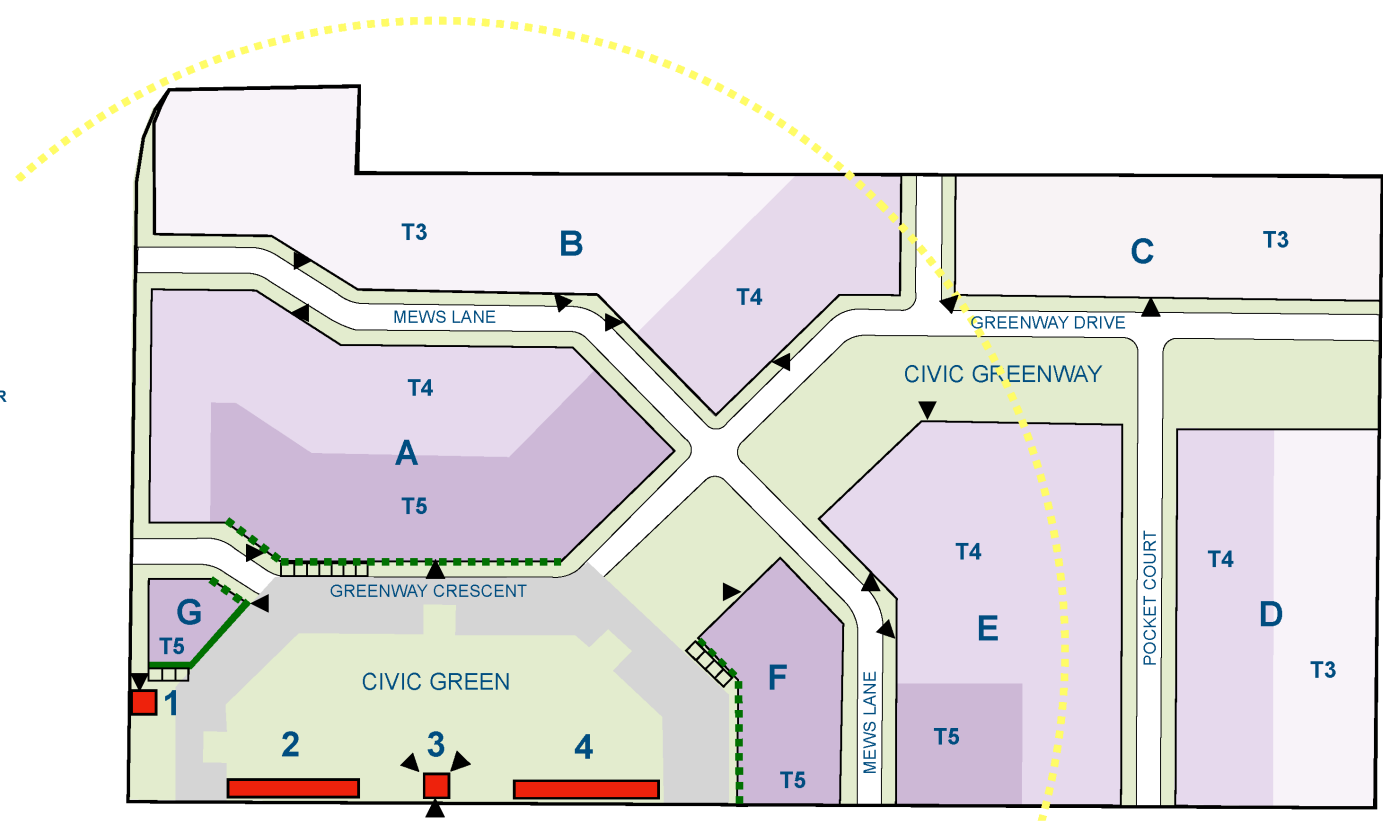 T3
B
C
T3
T4
MEWS LANE
GREENWAY DRIVE
CIVIC GREENWAY
R
T4
A
T5
T4
T4
POCKET COURT
GREENWAY CRESCENT
G
T5
E
D
T3
CIVIC GREEN
F
MEWS LANE
1
2
3
4
T5
T5